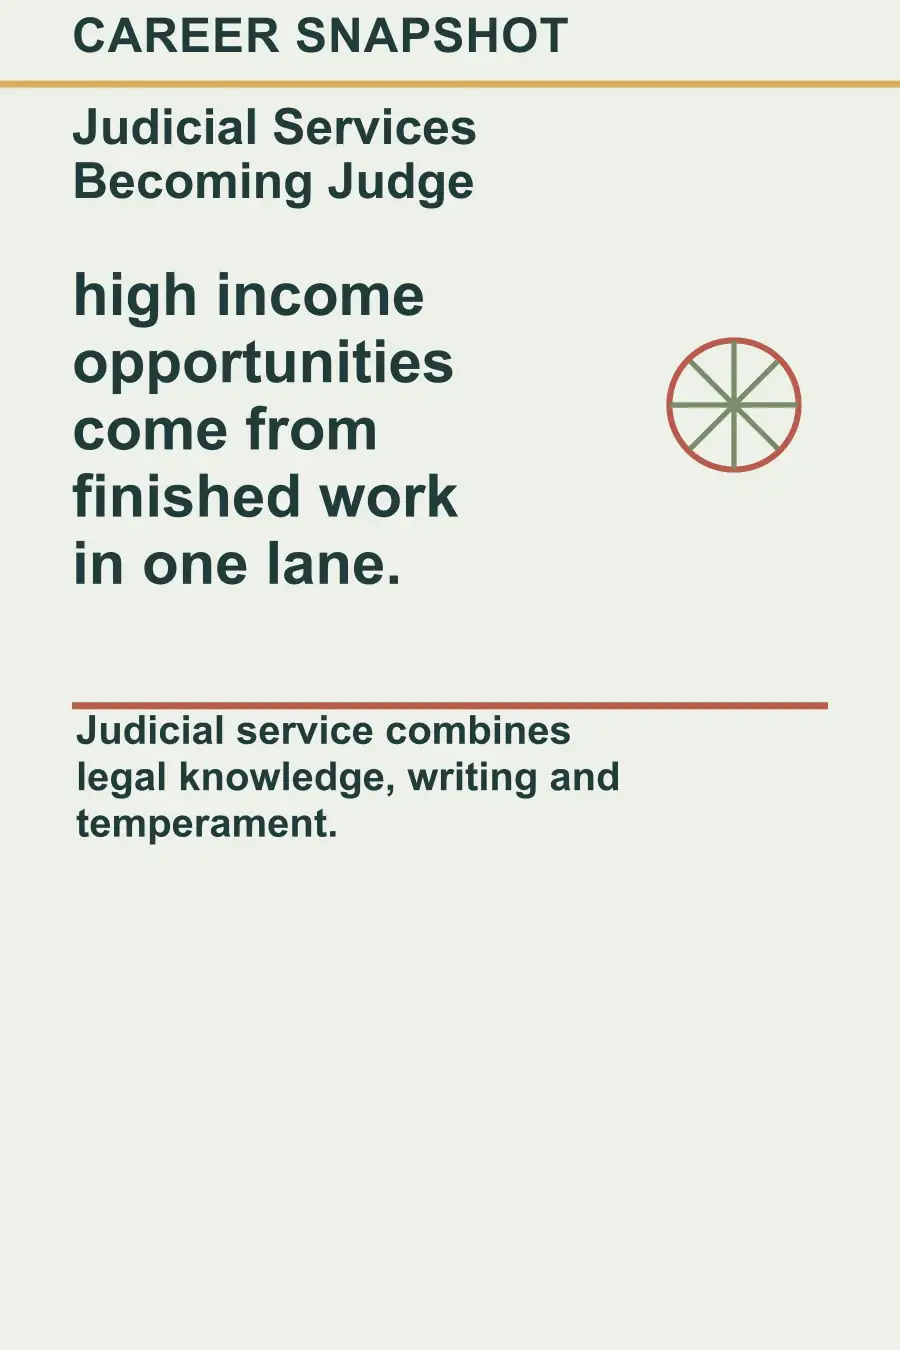 CAREER SNAPSHOT
Judicial Services
Becoming Judge
high income
opportunities
come from
finished work
in one lane.
Judicial service combines
legal knowledge, writing and
temperament.